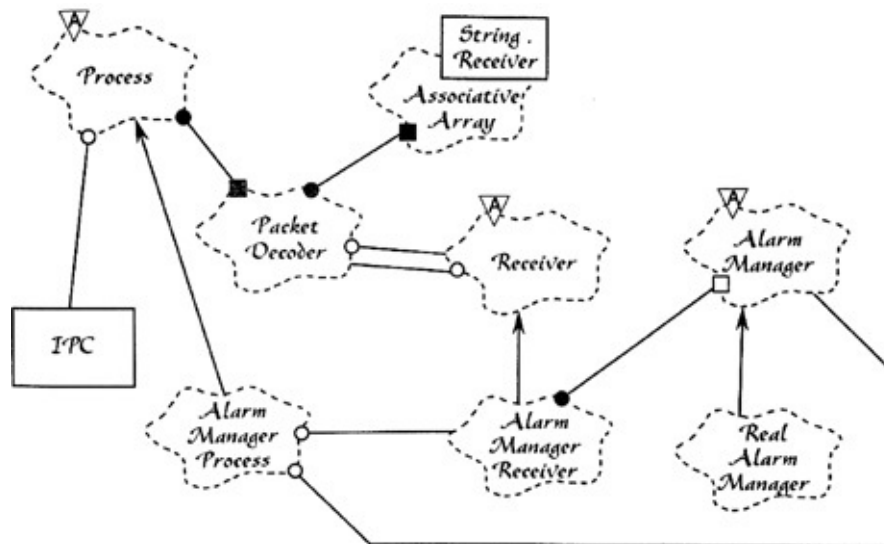 A
Process
String.
Receiver
Associative
Array
Packet
Decoder
A
Receiver
A
Alarm
Manager
IPC
Alarm
Manager
Process
Alarm
Manager
Receiver
Real
Alarm
Manager